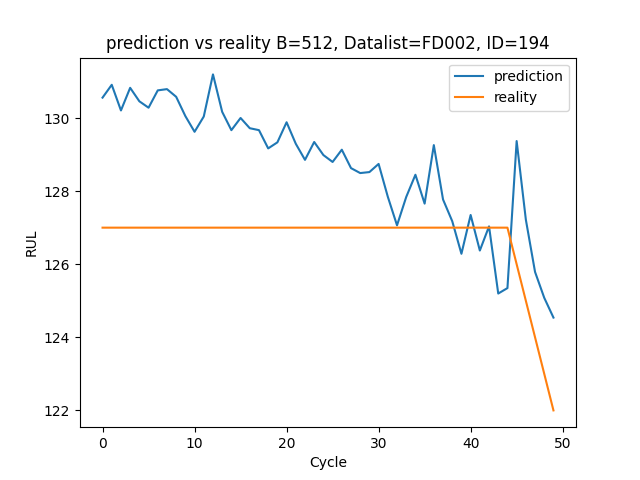 prediction vs reality B=512, Datalist=FD002, ID=194
prediction
reality
130
128
126
124
122
RUL
0 10 20 30 40 50
Cycle